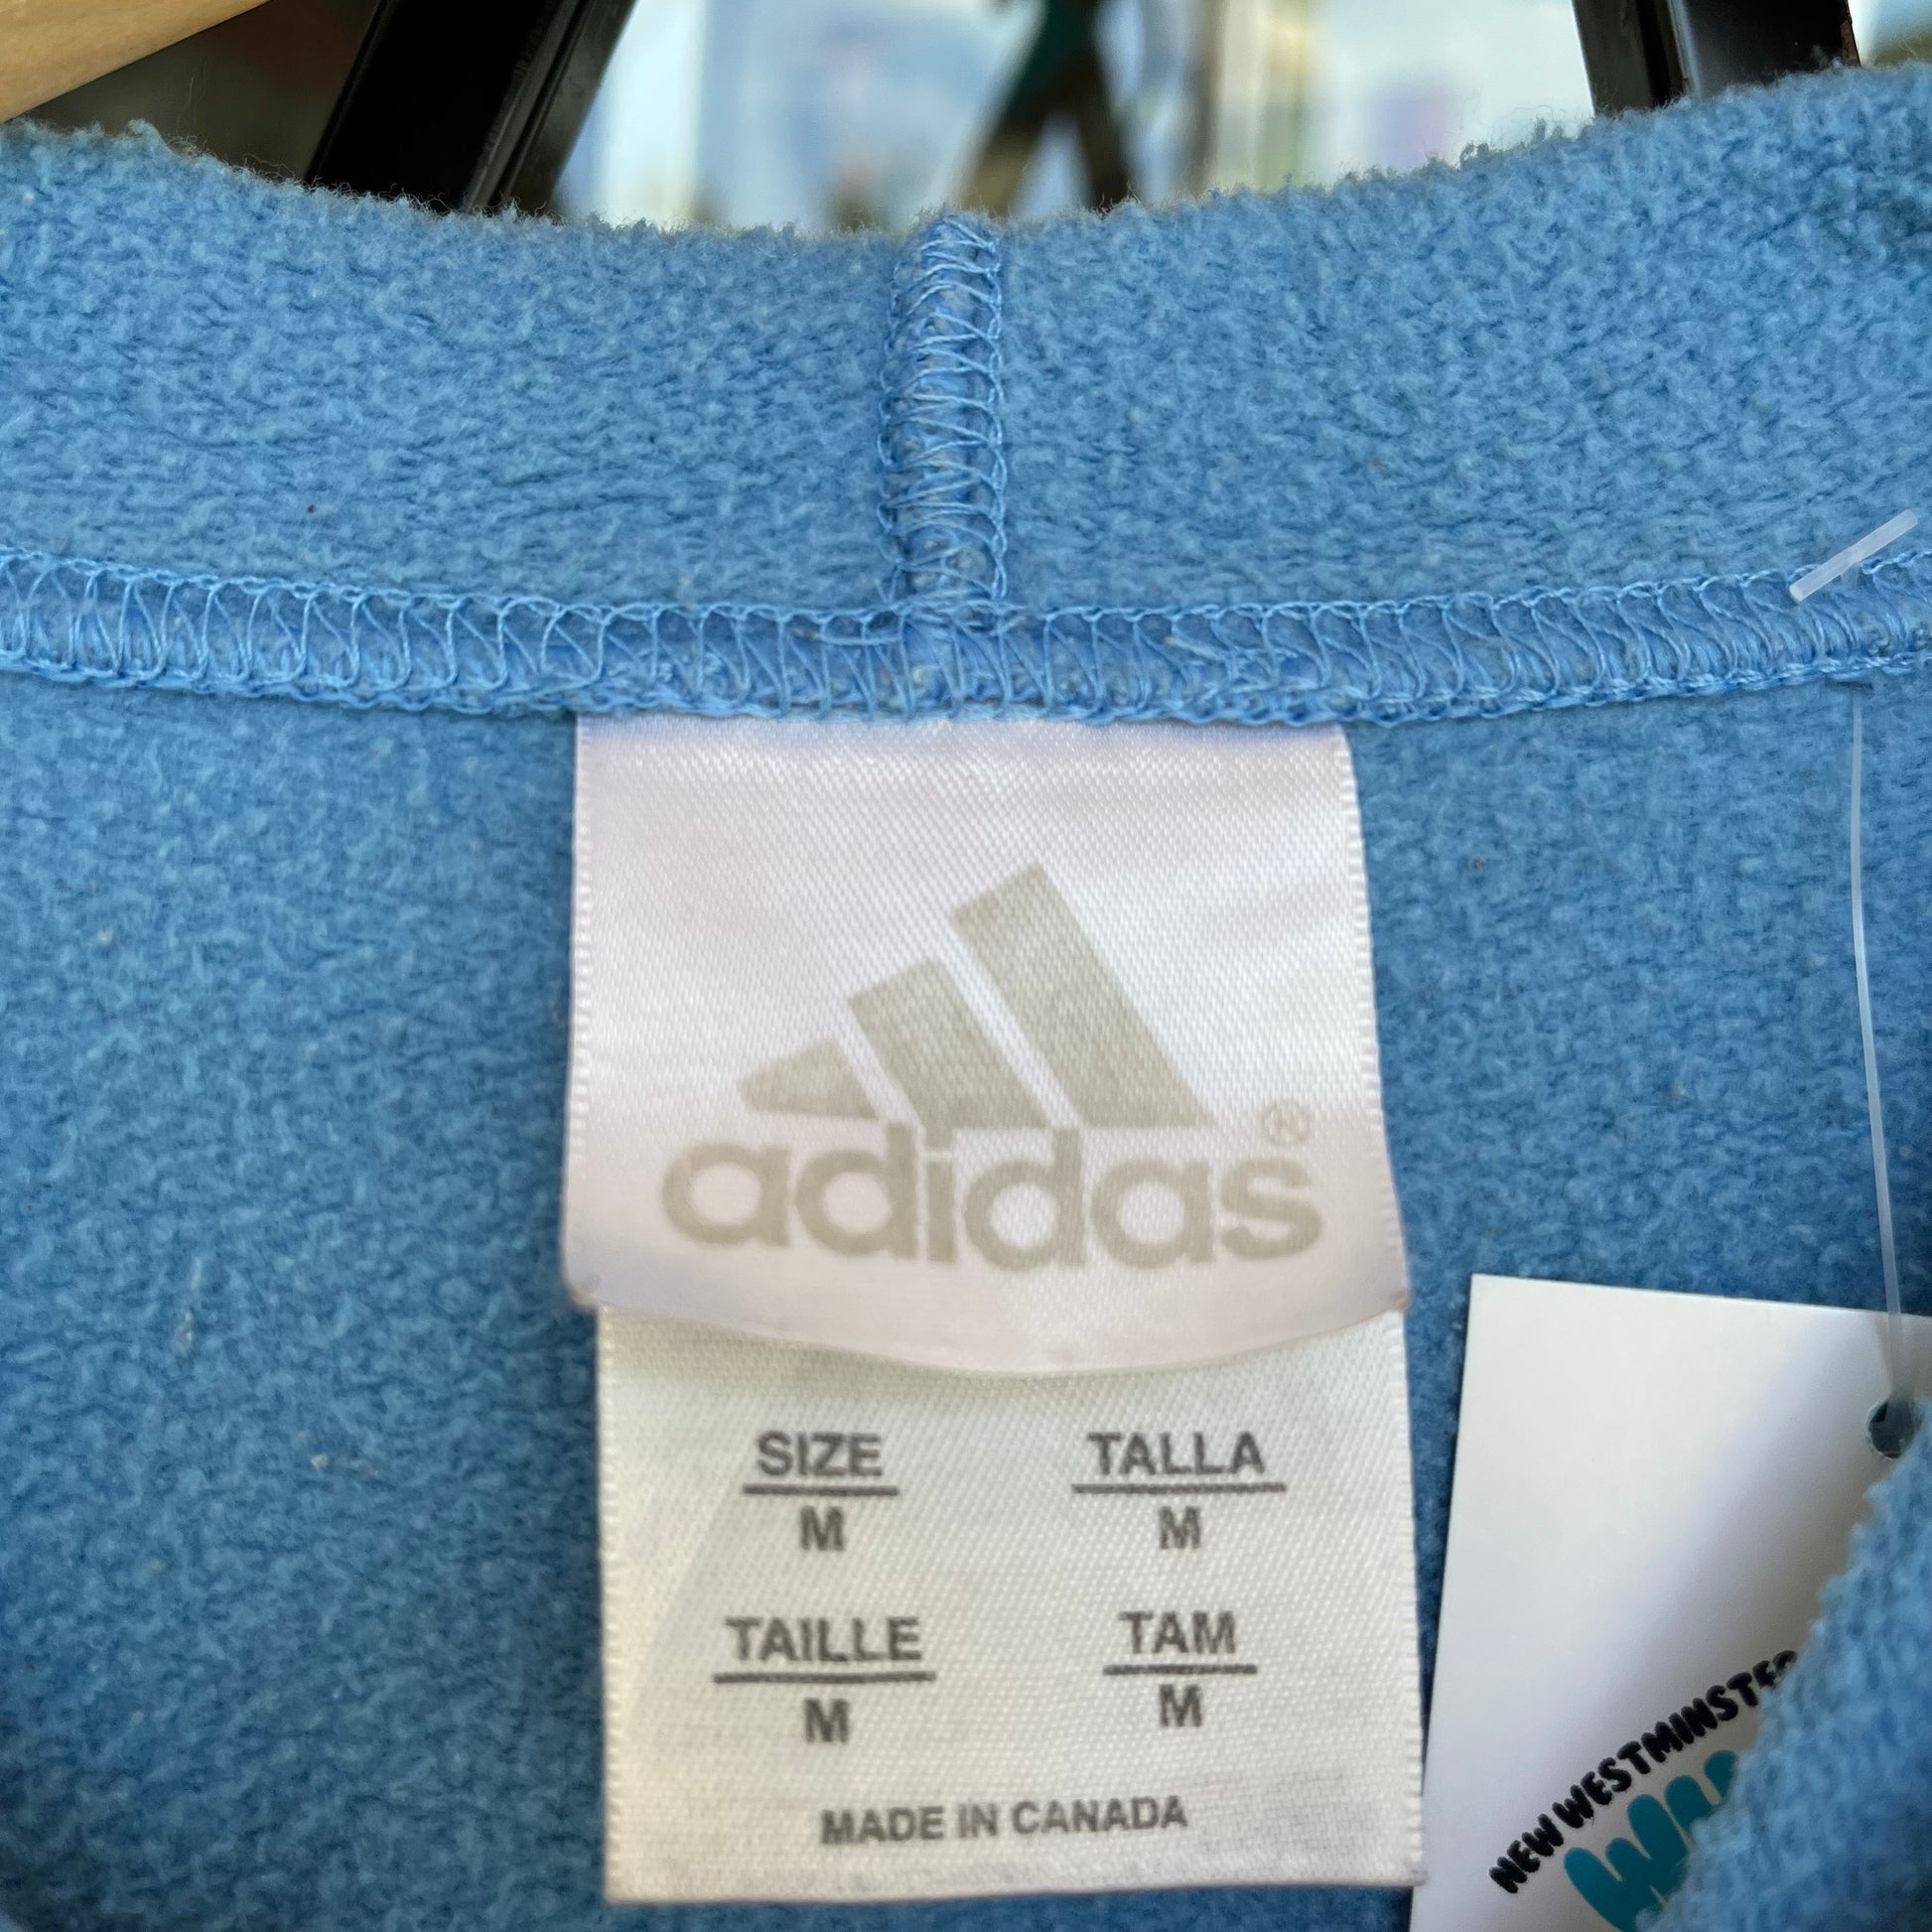 adidas®
SIZE TALLA
M M
TAILLE TAM
M M
MADE IN CANADA
NEW WESTMINSTER